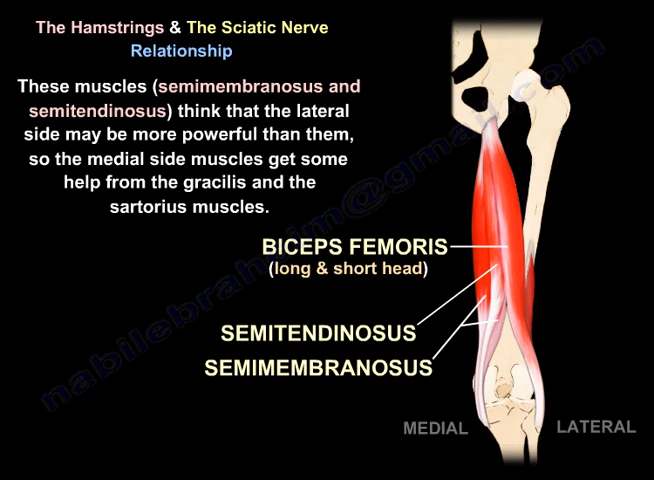 The Hamstrings & The Sciatic Nerve
Relationship
These muscles (semimembranosus and
semitendinosus) think that the lateral
side may be more powerful than them,
so the medial side muscles get some
help from the gracilis and the
sartorius muscles.
BICEPS FEMORIS
(long & short head)
SEMITENDINOSUS
SEMIMEMBRANOSUS
MEDIAL
LATERAL
nabilebraheim@gmail.com